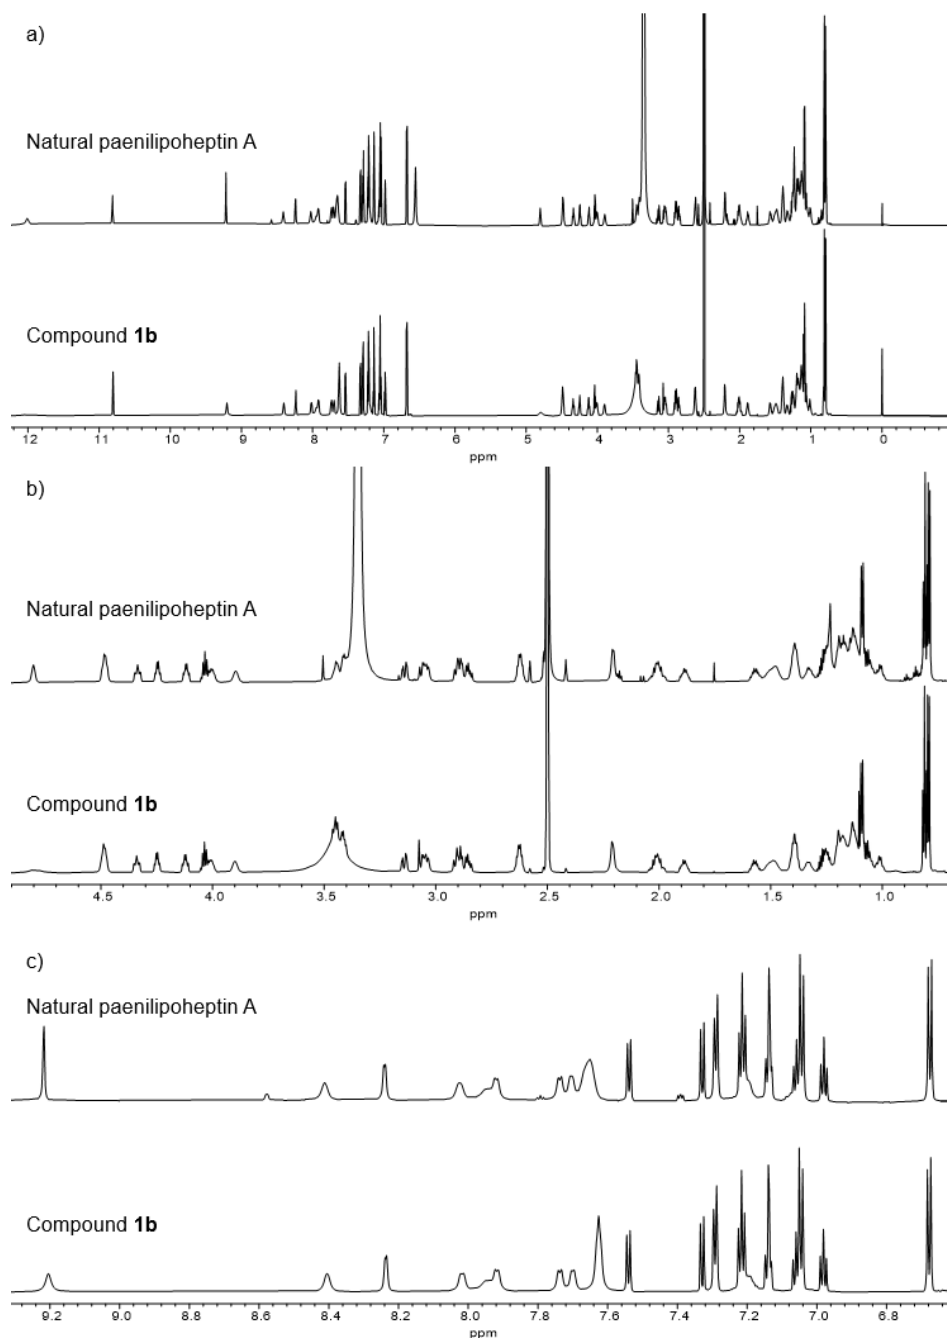 a)
Natural paenilipoheptin A
Compound 1b
12 11 10 9 8 7 6 5 4 3 2 1 0
ppm
b)
Natural paenilipoheptin A
Compound 1b
4.5 4.0 3.5 3.0 2.5 2.0 1.5 1.0
ppm
c)
Natural paenilipoheptin A
Compound 1b
9.2 9.0 8.8 8.6 8.4 8.2 8.0 7.8 7.6 7.4 7.2 7.0 6.8
ppm